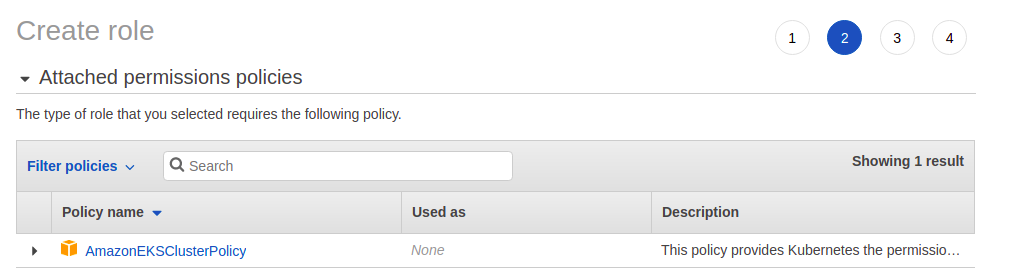 Create role
1 2 3 4
Attached permissions policies
The type of role that you selected requires the following policy.
Filter policies Search Showing 1 result
Policy name Used as Description
AmazonEKSClusterPolicy None This policy provides Kubernetes the permissio…